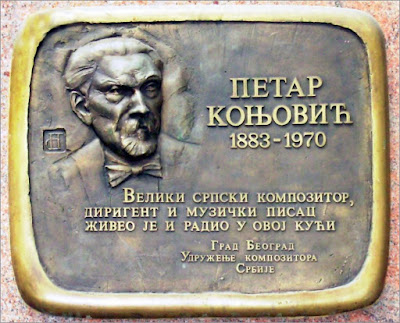 ПЕТАР
КОЊОВИЋ
1883-1970
ВЕЛИКИ СРПСКИ КОМПОЗИТОР,
ДИРИГЕНТ И МУЗИЧКИ ПИСАЦ
ЖИВЕО ЈЕ И РАДИО У ОВОЈ КУЋИ
ГРАД БЕОГРАД
УДРУЖЕЊЕ КОМПОЗИТОРА
СРБИЈЕ